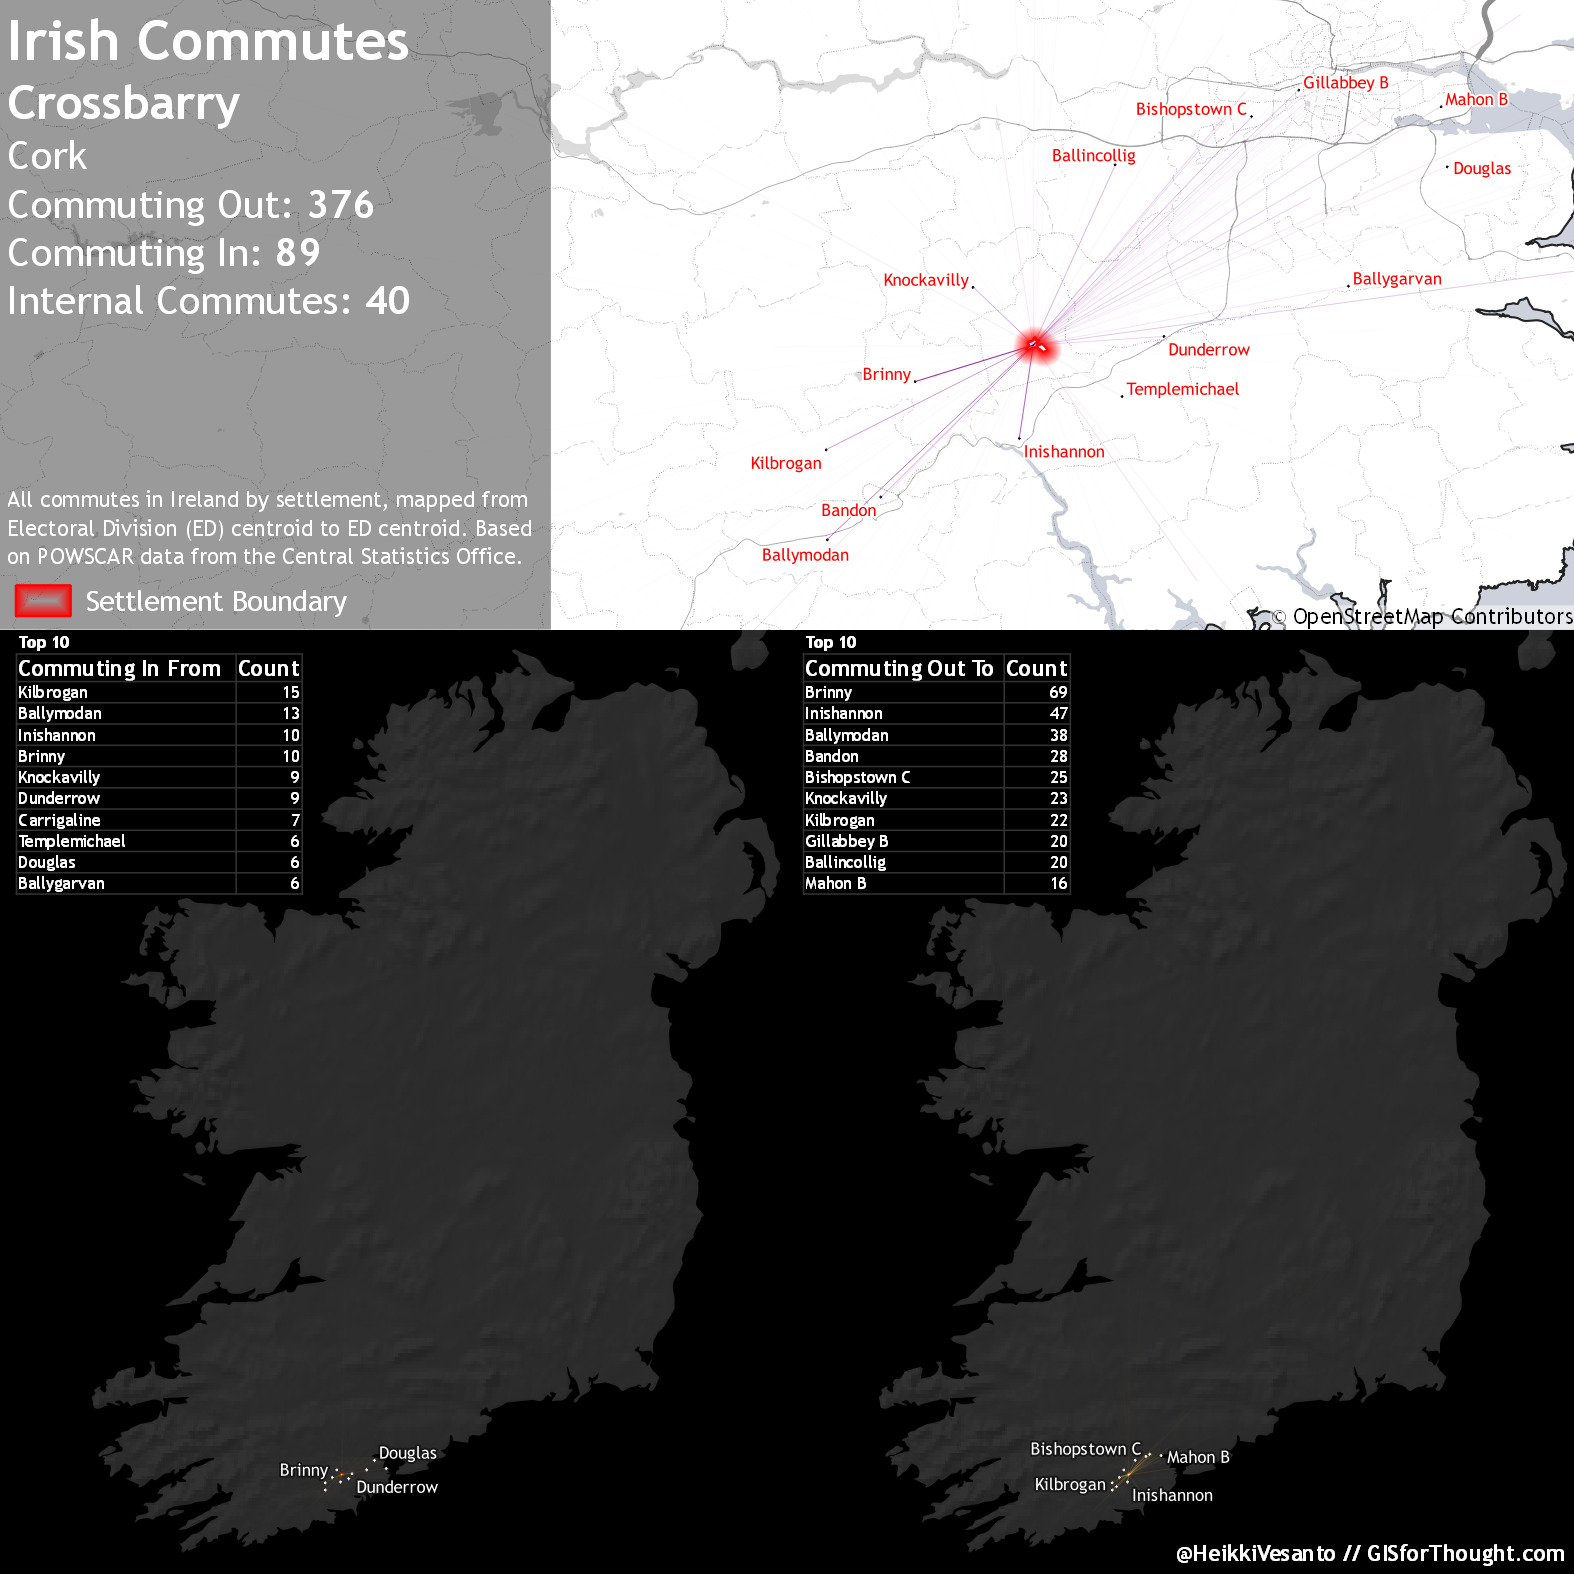 Irish Commutes
Crossbarry
Cork
Commuting Out: 376
Commuting In: 89
Internal Commutes: 40
All commutes in Ireland by settlement, mapped from
Electoral Division (ED) centroid to ED centroid. Based
on POWSCAR data from the Central Statistics Office.
Settlement Boundary
Gillabbey B
Mahon B
Bishopstown C
Ballincollig
Douglas
Knockavilly
Ballygarvan
Dunderrow
Brinny
Templemichael
Inishannon
Kilbrogan
Bandon
Ballymodan
© OpenStreetMap Contributors
Top 10
Commuting In From Count
Kilbrogan 15
Ballymodan 13
Inishannon 10
Brinny 10
Knockavilly 9
Dunderrow 9
Carrigaline 7
Templemichael 6
Douglas 6
Ballygarvan 6
Top 10
Commuting Out To Count
Brinny 69
Inishannon 47
Ballymodan 38
Bandon 28
Bishopstown C 25
Knockavilly 23
Kilbrogan 22
Gillabbey B 20
Ballincollig 20
Mahon B 16
Douglas
Brinny
Dunderrow
Bishopstown C
Mahon B
Kilbrogan
Inishannon
@HeikkiVesanto // GISforThought.com